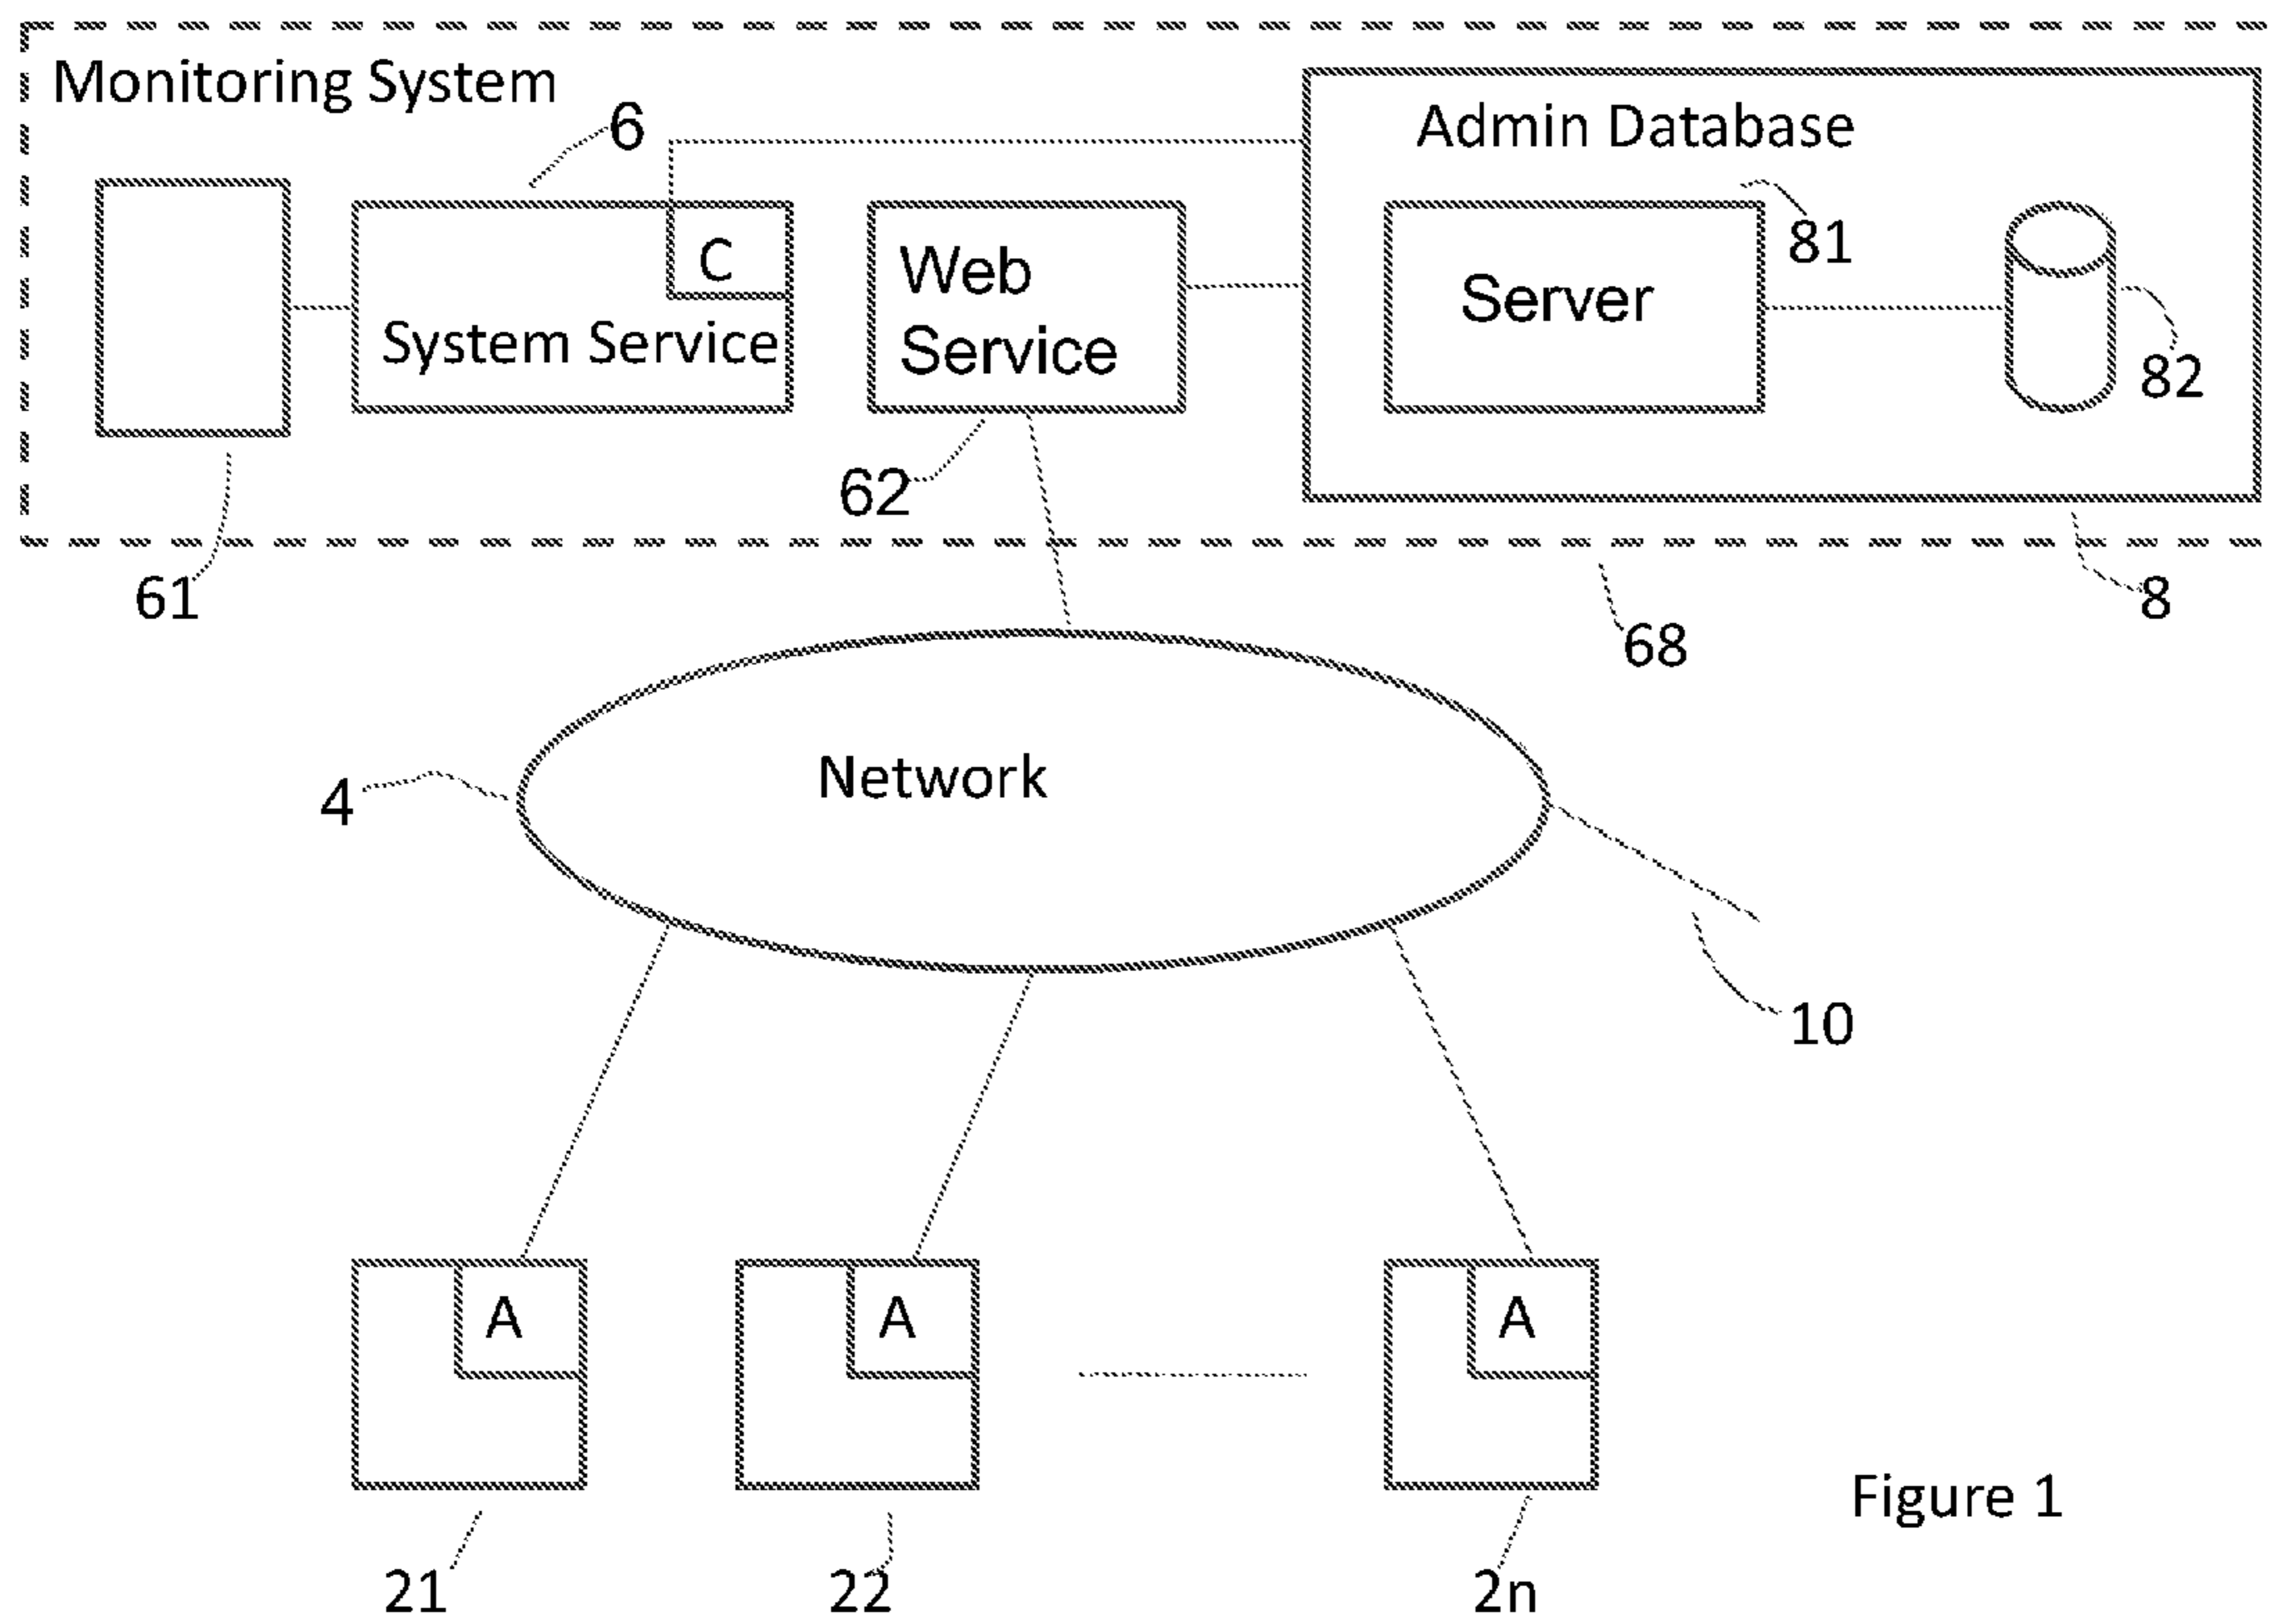 Monitoring System
6
Admin Database
81
C
Web
Service
System Service
Server
82
62
61
8
68
Network
4
10
A
A
A
Figure 1
21
22
2n